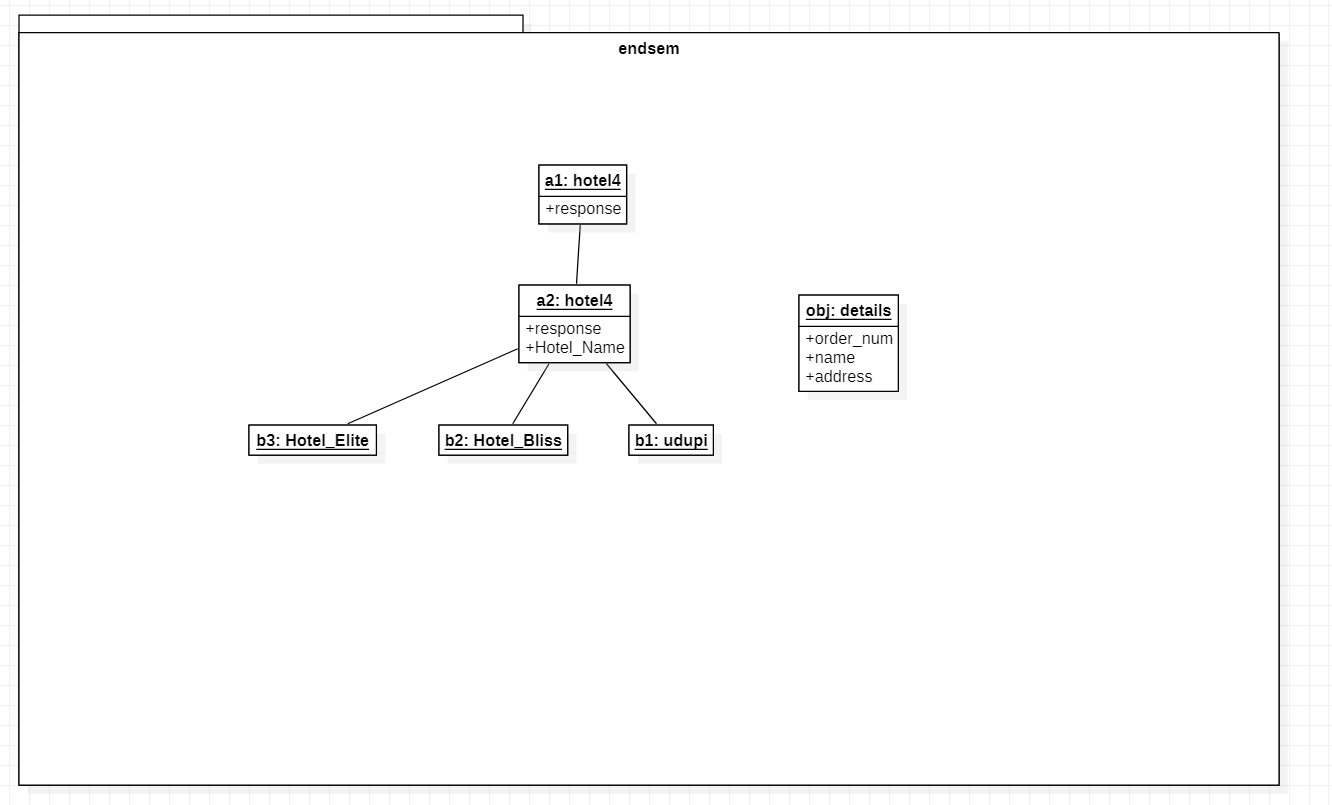 endsem
a1: hotel4
+response
a2: hotel4
+response
+Hotel_Name
obj: details
+order_num
+name
+address
b3: Hotel_Elite
b2: Hotel_Bliss
b1: udupi